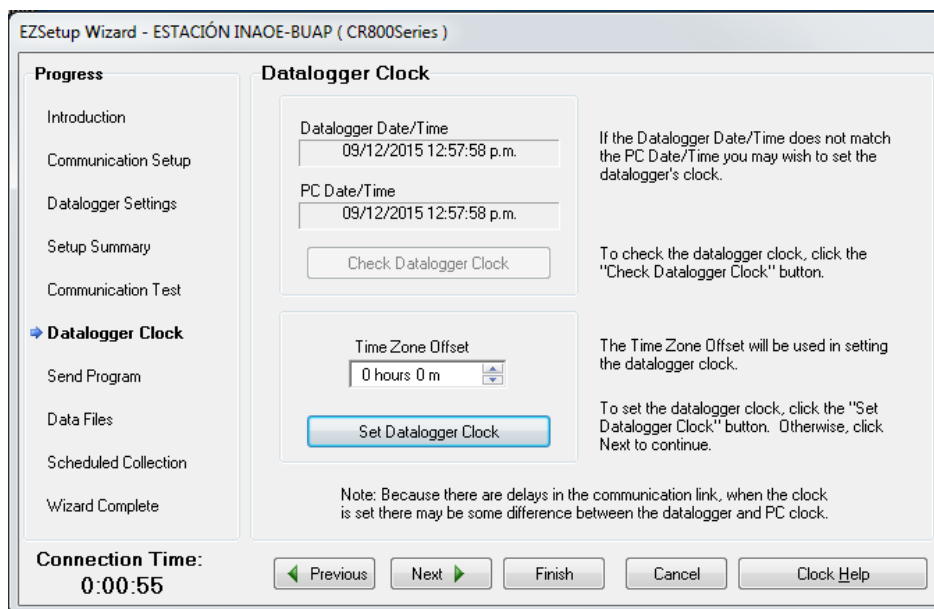 EZSetup Wizard - ESTACIÓN INAOE-BUAP ( CR800Series )
Progress
Introduction
Communication Setup
Datalogger Settings
Setup Summary
Communication Test
Datalogger Clock
Send Program
Data Files
Scheduled Collection
Wizard Complete
Connection Time:
0:00:55
Datalogger Clock
Datalogger Date/Time
09/12/2015 12:57:58 p.m.
PC Date/Time
09/12/2015 12:57:58 p.m.
Check Datalogger Clock
If the Datalogger Date/Time does not match
the PC Date/Time you may wish to set the
datalogger's clock.
To check the datalogger clock, click the
"Check Datalogger Clock" button.
Time Zone Offset
0 hours 0 m
Set Datalogger Clock
The Time Zone Offset will be used in setting
the datalogger clock.
To set the datalogger clock, click the "Set
Datalogger Clock" button. Otherwise, click
Next to continue.
Note: Because there are delays in the communication link, when the clock
is set there may be some difference between the datalogger and PC clock.
Previous
Next
Finish
Cancel
Clock Help